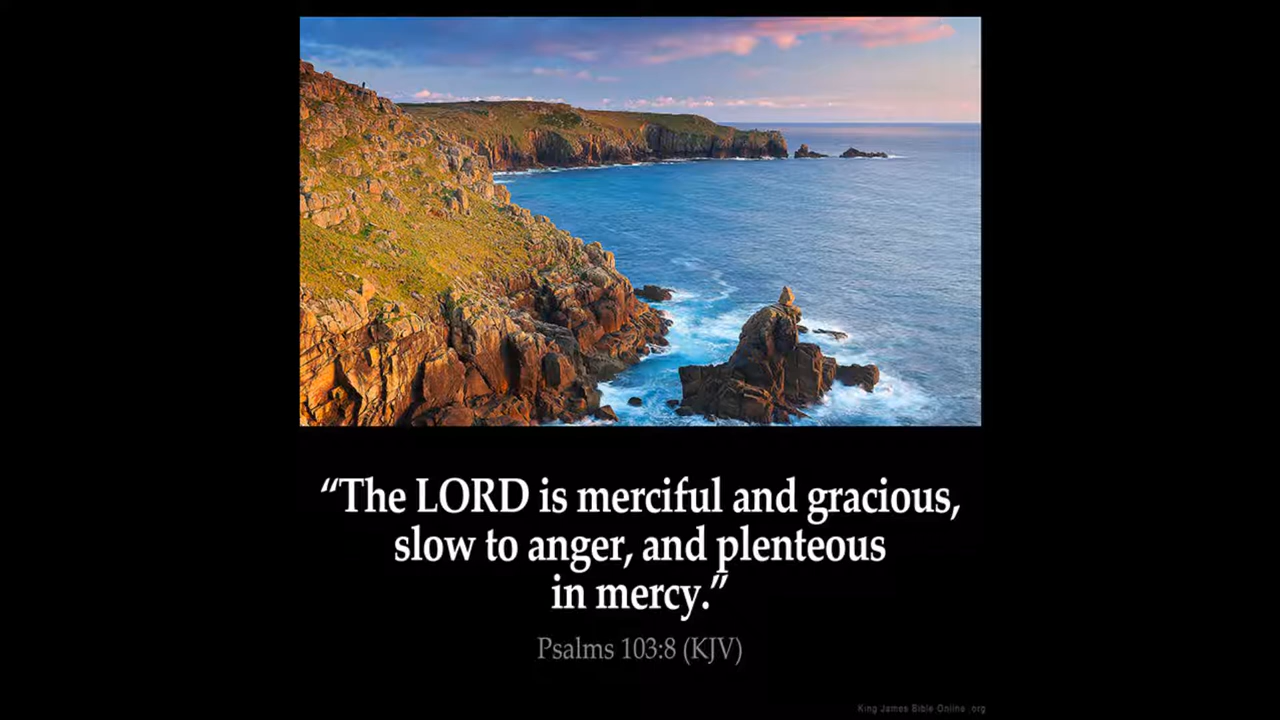 “The LORD is merciful and gracious,
slow to anger, and plenteous
in mercy.”
Psalms 103:8 (KJV)
King James Bible Online .org